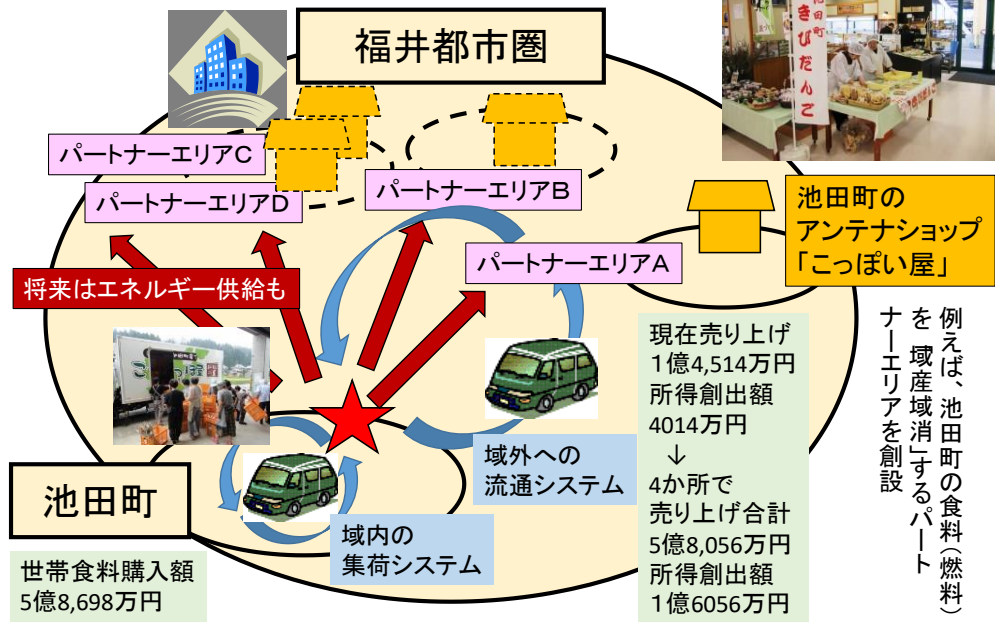 福井都市圏
池田町
きびだんご
パートナーエリアC
パートナーエリアD
パートナーエリアB
パートナーエリアA
池田町の
アンテナショップ
「こっぽい屋」
将来はエネルギー供給も
例えば、池田町の食料(燃料)
を「域産域消」するパート
ナーエリアを創設
現在売り上げ
1億4,514万円
所得創出額
4014万円
↓
4か所で
売り上げ合計
5億8,056万円
所得創出額
1億6056万円
域外への
流通システム
域内の
集荷システム
池田町
世帯食料購入額
5億8,698万円